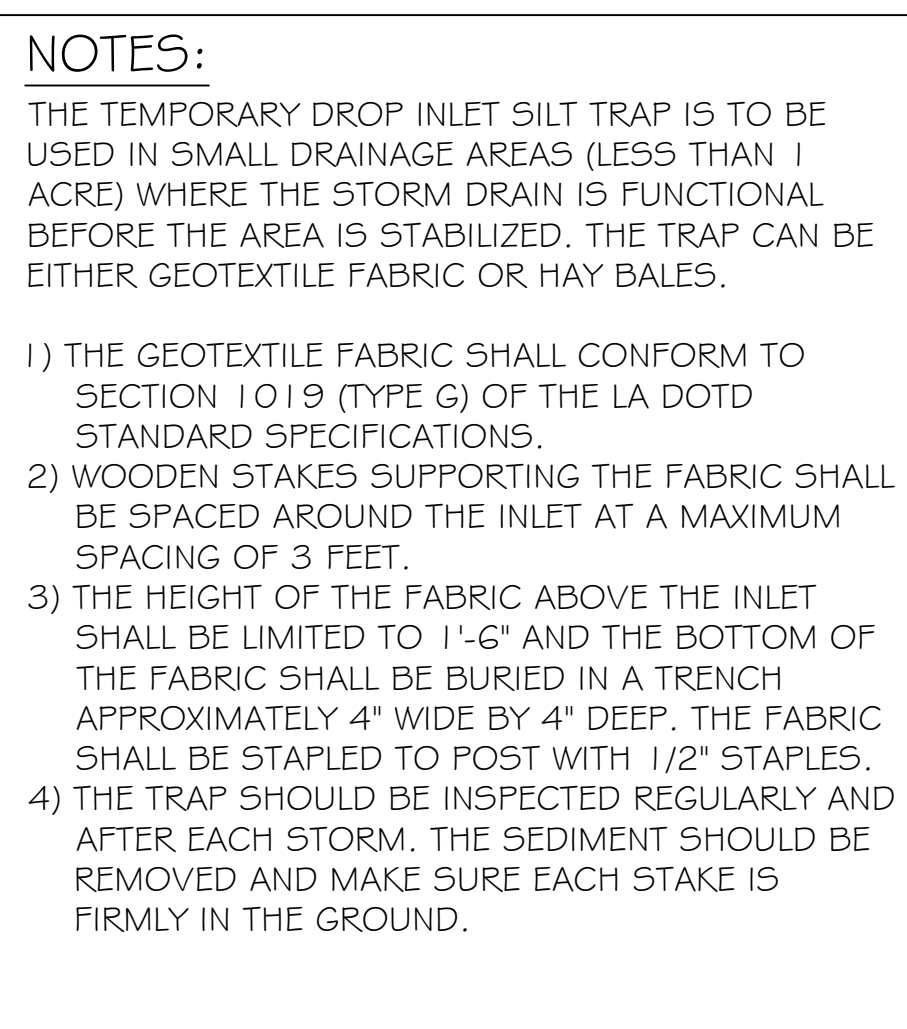 NOTES:
THE TEMPORARY DROP INLET SILT TRAP IS TO BE
USED IN SMALL DRAINAGE AREAS (LESS THAN 1
ACRE) WHERE THE STORM DRAIN IS FUNCTIONAL
BEFORE THE AREA IS STABILIZED. THE TRAP CAN BE
EITHER GEOTEXTILE FABRIC OR HAY BALES.
1) THE GEOTEXTILE FABRIC SHALL CONFORM TO
SECTION 1019 (TYPE G) OF THE LA DOTD
STANDARD SPECIFICATIONS.
2) WOODEN STAKES SUPPORTING THE FABRIC SHALL
BE SPACED AROUND THE INLET AT A MAXIMUM
SPACING OF 3 FEET.
3) THE HEIGHT OF THE FABRIC ABOVE THE INLET
SHALL BE LIMITED TO 1'-6" AND THE BOTTOM OF
THE FABRIC SHALL BE BURIED IN A TRENCH
APPROXIMATELY 4" WIDE BY 4" DEEP. THE FABRIC
SHALL BE STAPLED TO POST WITH 1/2" STAPLES.
4) THE TRAP SHOULD BE INSPECTED REGULARLY AND
AFTER EACH STORM. THE SEDIMENT SHOULD BE
REMOVED AND MAKE SURE EACH STAKE IS
FIRMLY IN THE GROUND.